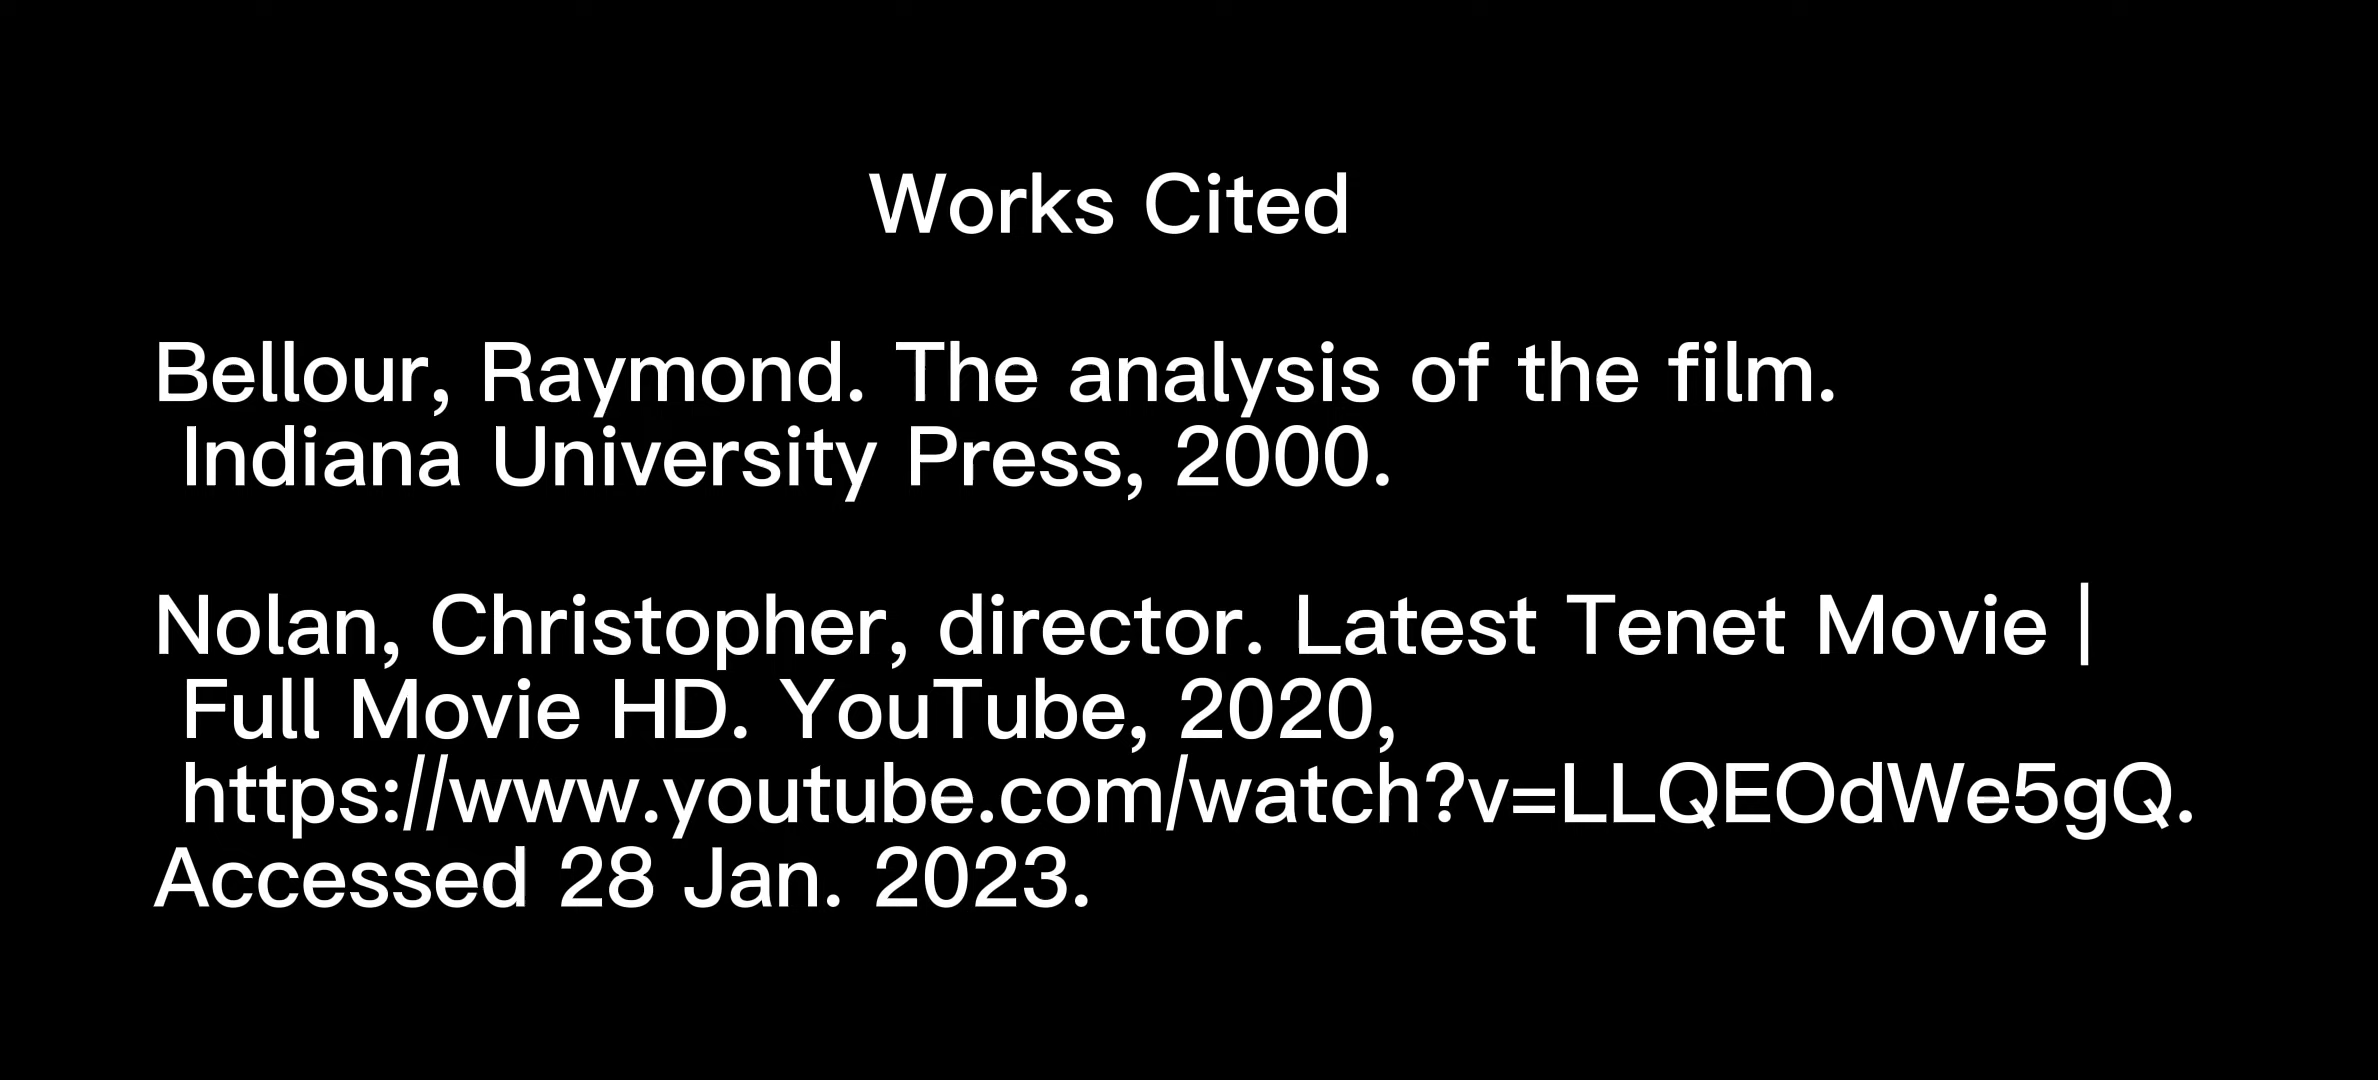 Works Cited
Bellour, Raymond. The analysis of the film.
Indiana University Press, 2000.
Nolan, Christopher, director. Latest Tenet Movie |
Full Movie HD. YouTube, 2020,
https://www.youtube.com/watch?v=LLQEOdWe5gQ.
Accessed 28 Jan. 2023.